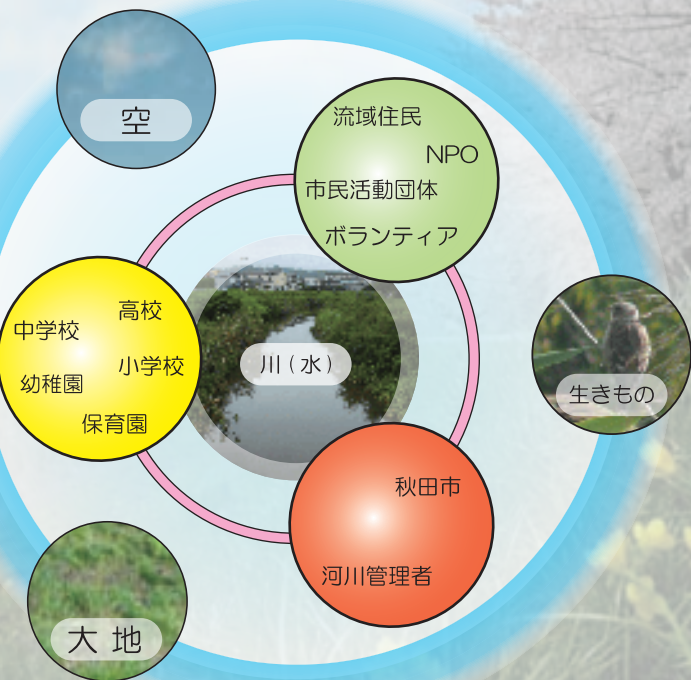 空
流域住民
NPO
市民活動団体
ボランティア
高校
中学校
小学校
幼稚園
保育園
川(水)
生きもの
秋田市
河川管理者
大地